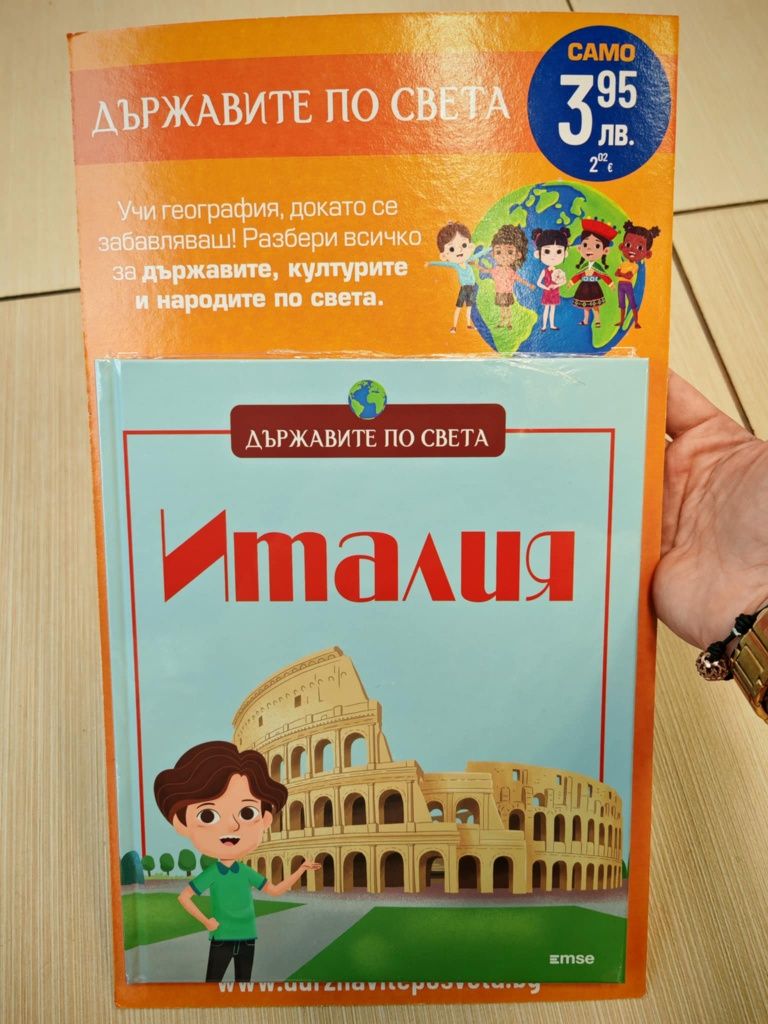 ДЪРЖАВИТЕ ПО СВЕТА
САМО
3 95
ЛВ.
2 02 €
Учи география, докато се
забавляваш! Разбери всичко
за държавите, културите
и народите по света.
ДЪРЖАВИТЕ ПО СВЕТА
Италия
emse